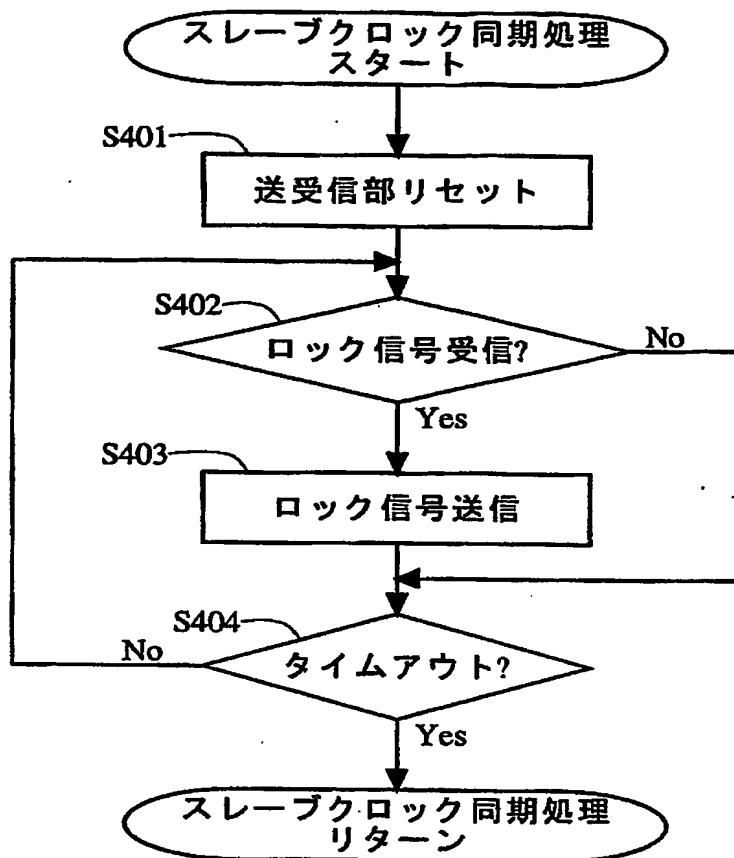 スレーブクロック同期処理
スタート
S401
送受信部リセット
S402
ロック信号受信?
No
Yes
S403
ロック信号送信
S404
No
タイムアウト?
Yes
スレーブクロック同期処理
リターン